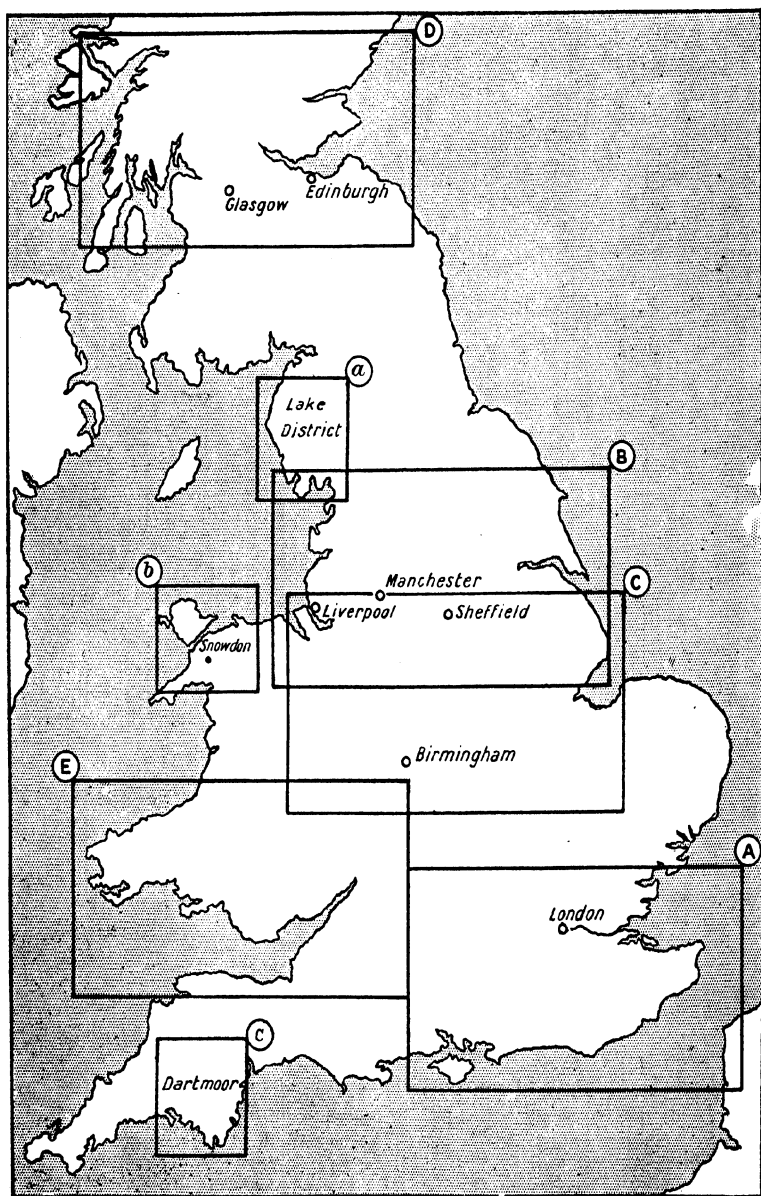 D
Edinburgh
Glasgow
a
Lake
District
B
b
Manchester
C
Liverpool
Sheffield
Snowdon
Birmingham
E
A
London
C
Dartmoor